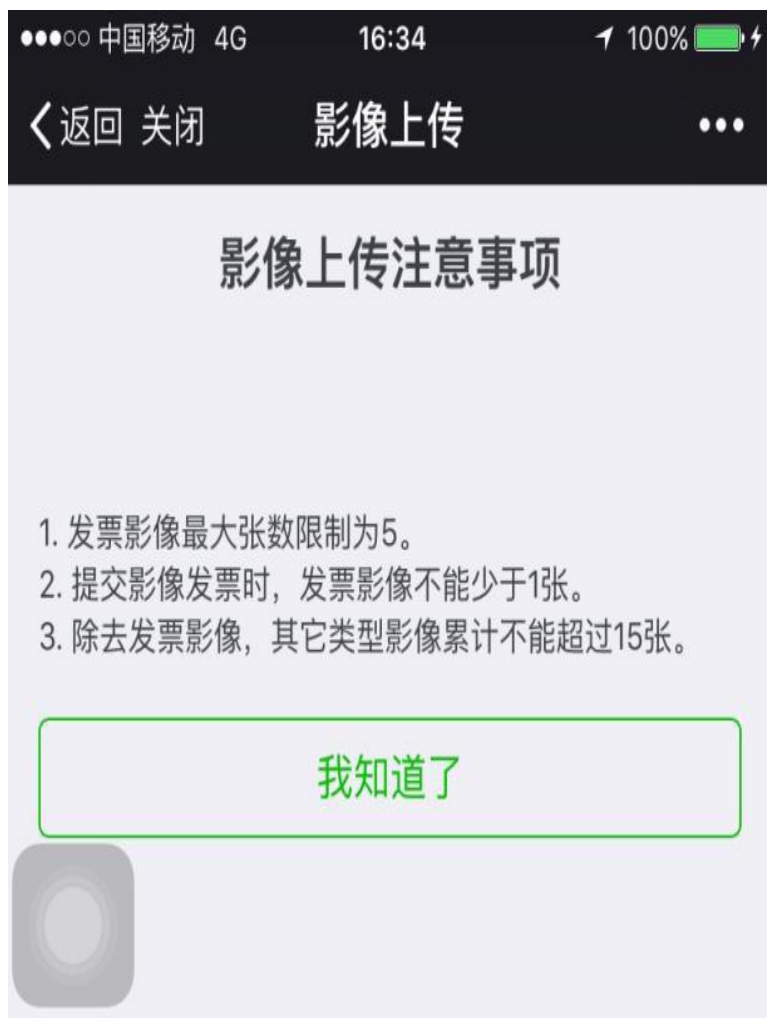 中国移动 4G 16:34 100%
返回 关闭 影像上传
影像上传注意事项
1. 发票影像最大张数限制为5。
2. 提交影像发票时，发票影像不能少于1张。
3. 除去发票影像，其它类型影像累计不能超过15张。
我知道了